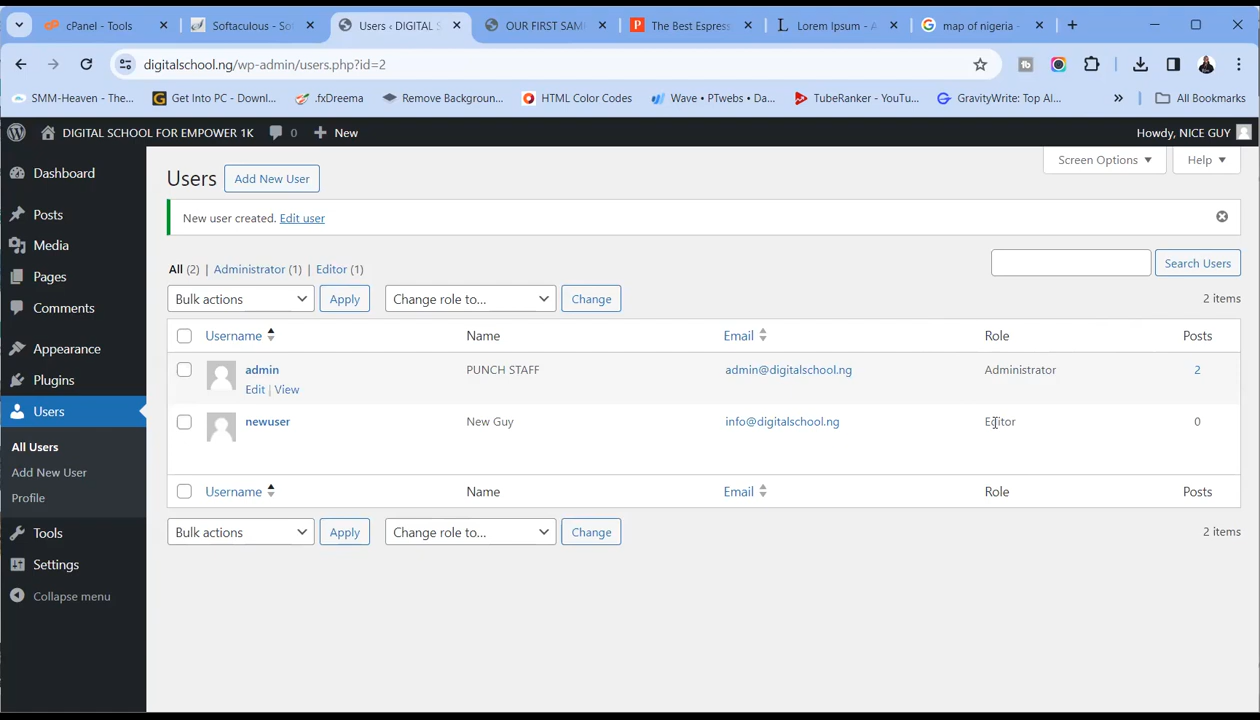 cPanel - Tools
Softaculous - So
Users ‹ DIGITAL S
OUR FIRST SAM
The Best Espres
Lorem Ipsum - A
map of nigeria -
digitalschool.ng/wp-admin/users.php?id=2
SMM-Heaven - The...
Get Into PC - Downl...
.fxDreema
Remove Backgroun...
HTML Color Codes
Wave • PTwebs • Da...
TubeRanker - YouTu...
GravityWrite: Top AI...
»
All Bookmarks
DIGITAL SCHOOL FOR EMPOWER 1K
0
New
Howdy, NICE GUY
Dashboard
Posts
Media
Pages
Comments
Appearance
Plugins
Users
All Users
Add New User
Profile
Tools
Settings
Collapse menu
Screen Options
Help
Users
Add New User
New user created. Edit user
All (2) | Administrator (1) | Editor (1)
Search Users
Bulk actions
Apply
Change role to...
Change
2 items
Username Name Email Role Posts
admin PUNCH STAFF admin@digitalschool.ng Administrator 2
Edit | View
newuser New Guy info@digitalschool.ng Editor 0
Username Name Email Role Posts
Bulk actions
Apply
Change role to...
Change
2 items